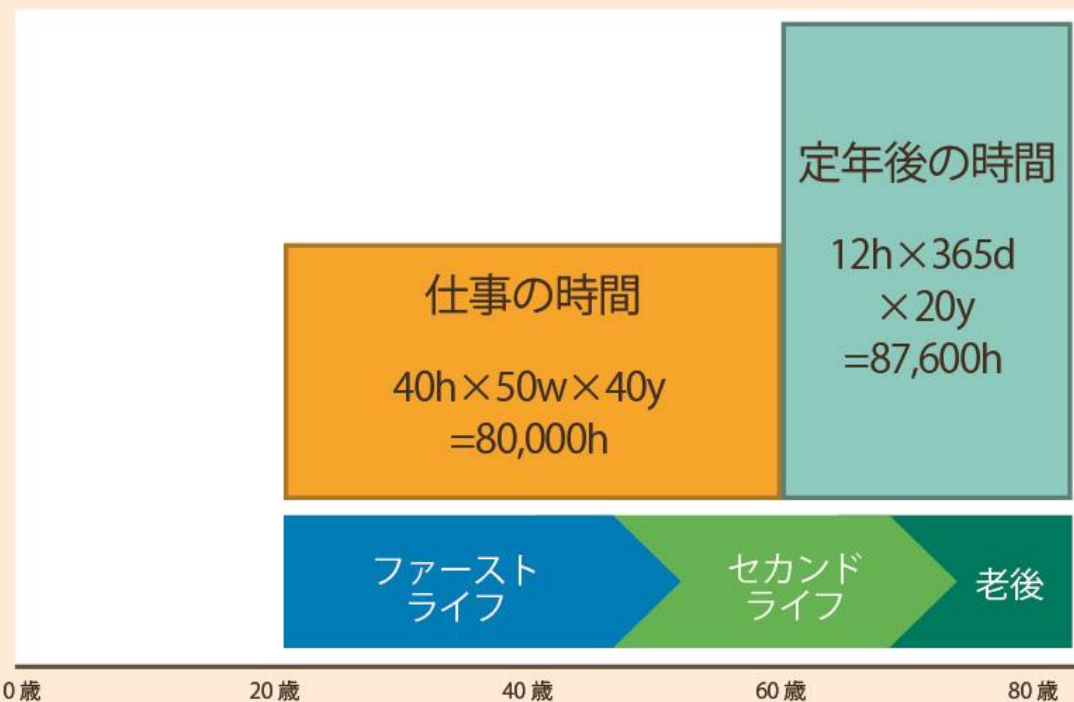 定年後の時間
12h×365d
×20y
=87,600h
仕事の時間
40h×50w×40y
=80,000h
ファースト
ライフ
セカンド
ライフ
老後
0歳
20歳
40歳
60歳
80歳